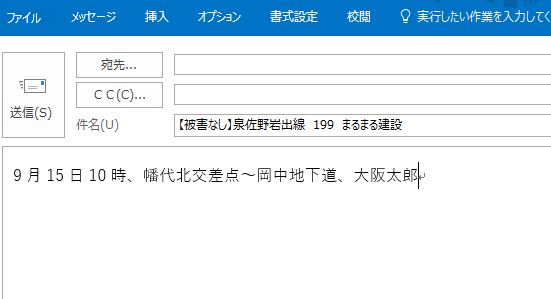 ファイル メッセージ 挿入 オプション 書式設定 校閲 実行したい作業を入力してく
宛先...
ＣＣ(C)...
送信(S)
件名(U) 【被害なし】泉佐野岩出線 199 まるまる建設
９月 15 日 10 時、幡代北交差点～岡中地下道、大阪太郎